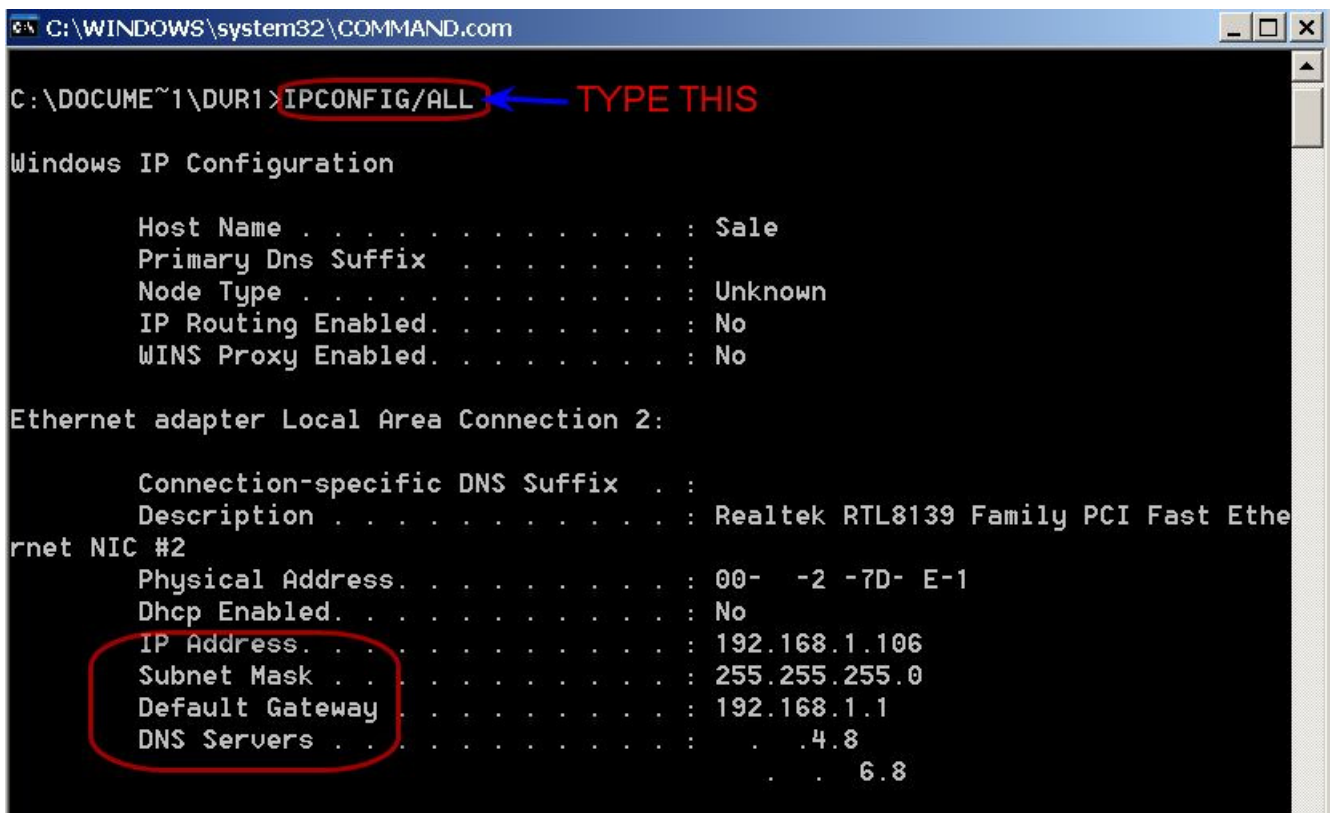 C:\WINDOWS\system32\COMMAND.com
C:\DOCUME~1\DVR1>IPCONFIG/ALL TYPE THIS
Windows IP Configuration
Host Name . . . . . . . . . . . . : Sale
Primary Dns Suffix . . . . . . . :
Node Type . . . . . . . . . . . . : Unknown
IP Routing Enabled. . . . . . . . : No
WINS Proxy Enabled. . . . . . . . : No
Ethernet adapter Local Area Connection 2:
Connection-specific DNS Suffix . :
Description . . . . . . . . . . . : Realtek RTL8139 Family PCI Fast Ethe
rnet NIC #2
Physical Address. . . . . . . . . : 00- -2 -7D- E-1
Dhcp Enabled. . . . . . . . . . . : No
IP Address. . . . . . . . . . . . : 192.168.1.106
Subnet Mask . . . . . . . . . . . : 255.255.255.0
Default Gateway . . . . . . . . . : 192.168.1.1
DNS Servers . . . . . . . . . . . : . .4.8
. . 6.8